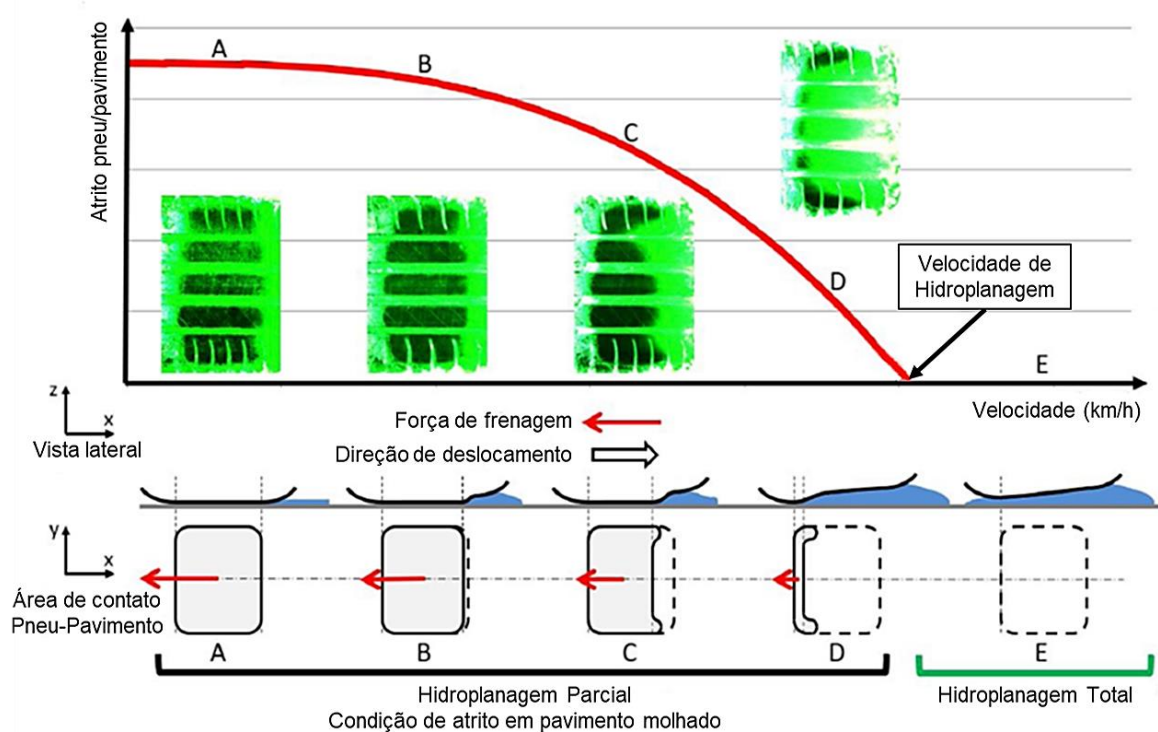 Atrito pneu/pavimento
A
B
C
D
E
Velocidade de
Hidroplanagem
z
x
Vista lateral
Velocidade (km/h)
Força de frenagem
Direção de deslocamento
y
x
Área de contato
Pneu-Pavimento
A
B
C
D
E
Hidroplanagem Parcial
Condição de atrito em pavimento molhado
Hidroplanagem Total